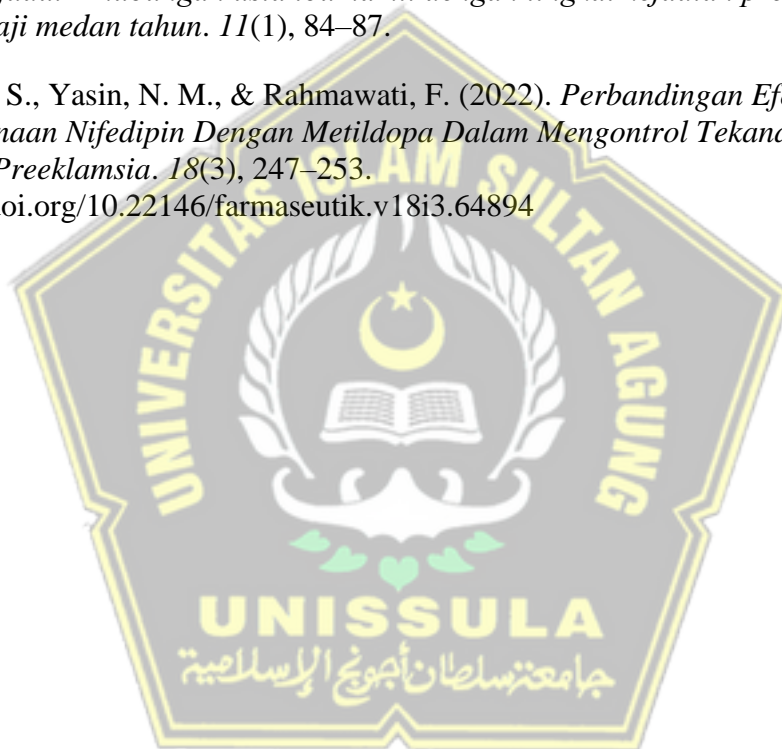 aji medan tahun. 11(1), 84–87.
S., Yasin, N. M., & Rahmawati, F. (2022). Perbandingan Efe
naan Nifedipin Dengan Metildopa Dalam Mengontrol Tekana
Preeklamsia. 18(3), 247–253.
doi.org/10.22146/farmaseutik.v18i3.64894
UNIVERSITAS ISLAM SULTAN AGUNG
UNISSULA
جامعة سلطان أجونج الإسلامية